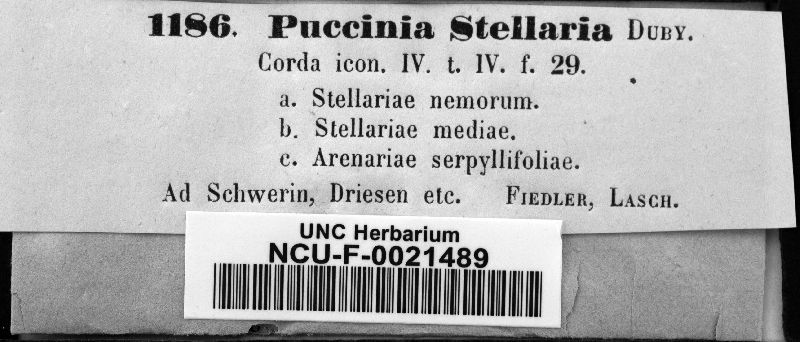 1186. Puccinia Stellaria Duby.
Corda icon. IV. t. IV. f. 29.
a. Stellariae nemorum.
b. Stellariae mediae.
c. Arenariae serpyllifoliae.
Ad Schwerin, Driesen etc. Fiedler, Lasch.
UNC Herbarium
NCU-F-0021489